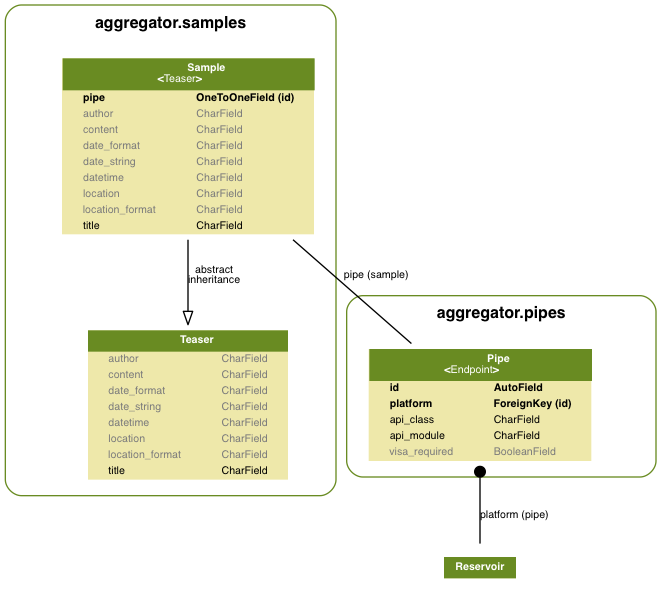 aggregator.samples
Sample
<Teaser>
pipe OneToOneField (id)
author CharField
content CharField
date_format CharField
date_string CharField
datetime CharField
location CharField
location_format CharField
title CharField
abstract
inheritance
pipe (sample)
Teaser
author CharField
content CharField
date_format CharField
date_string CharField
datetime CharField
location CharField
location_format CharField
title CharField
aggregator.pipes
Pipe
<Endpoint>
id AutoField
platform ForeignKey (id)
api_class CharField
api_module CharField
visa_required BooleanField
platform (pipe)
Reservoir